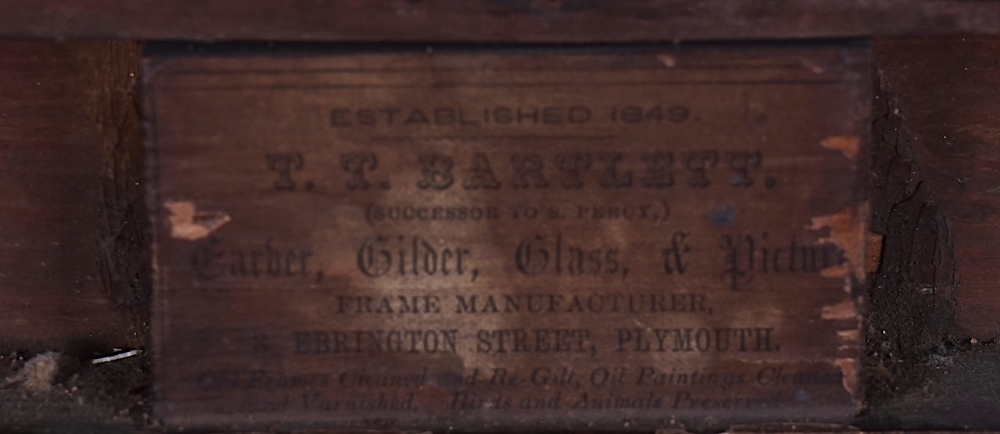 ESTABLISHED 1849.
T. T. BARTLETT.
(SUCCESSOR TO S. PERCY,)
Carver, Gilder, Glass, & Picture
FRAME MANUFACTURER,
EBRINGTON STREET, PLYMOUTH.
Old Frames Cleaned and Re-Gilt, Oil Paintings Cleaned
and Varnished. Birds and Animals Preserved